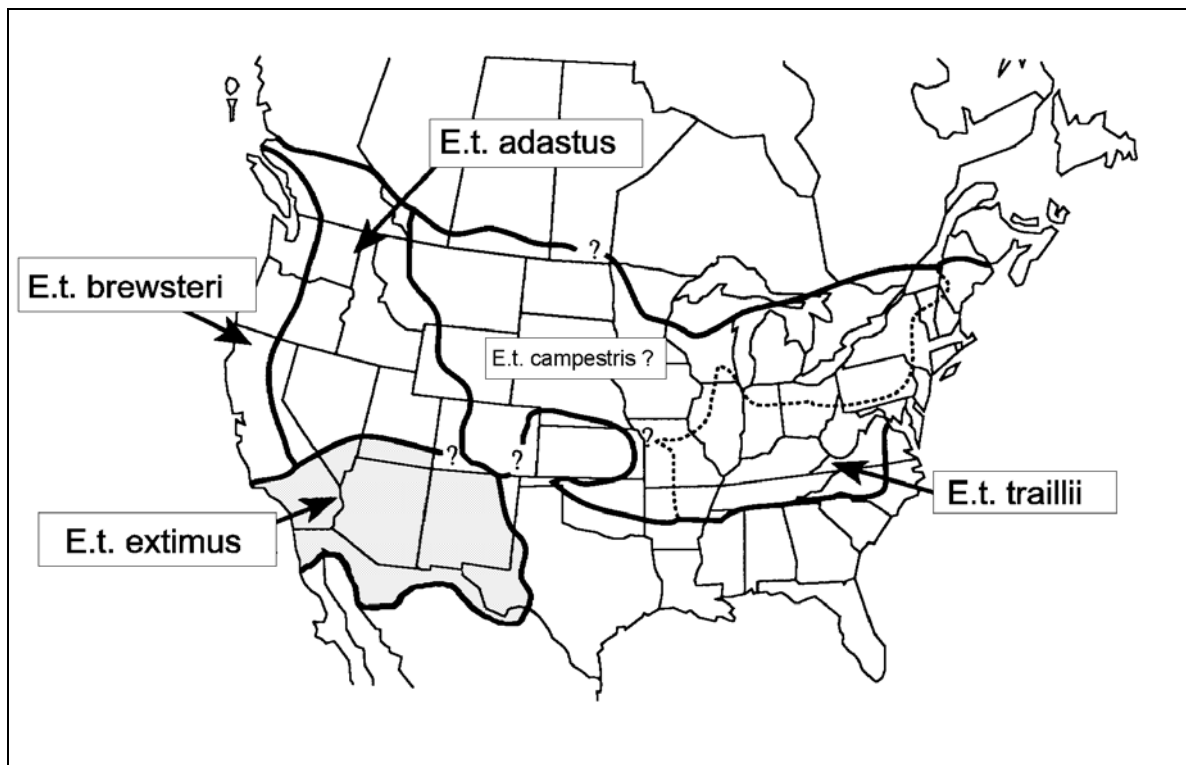 E.t. adastus
?
E.t. brewsteri
E.t. campestris ?
?
?
?
E.t. traillii
E.t. extimus